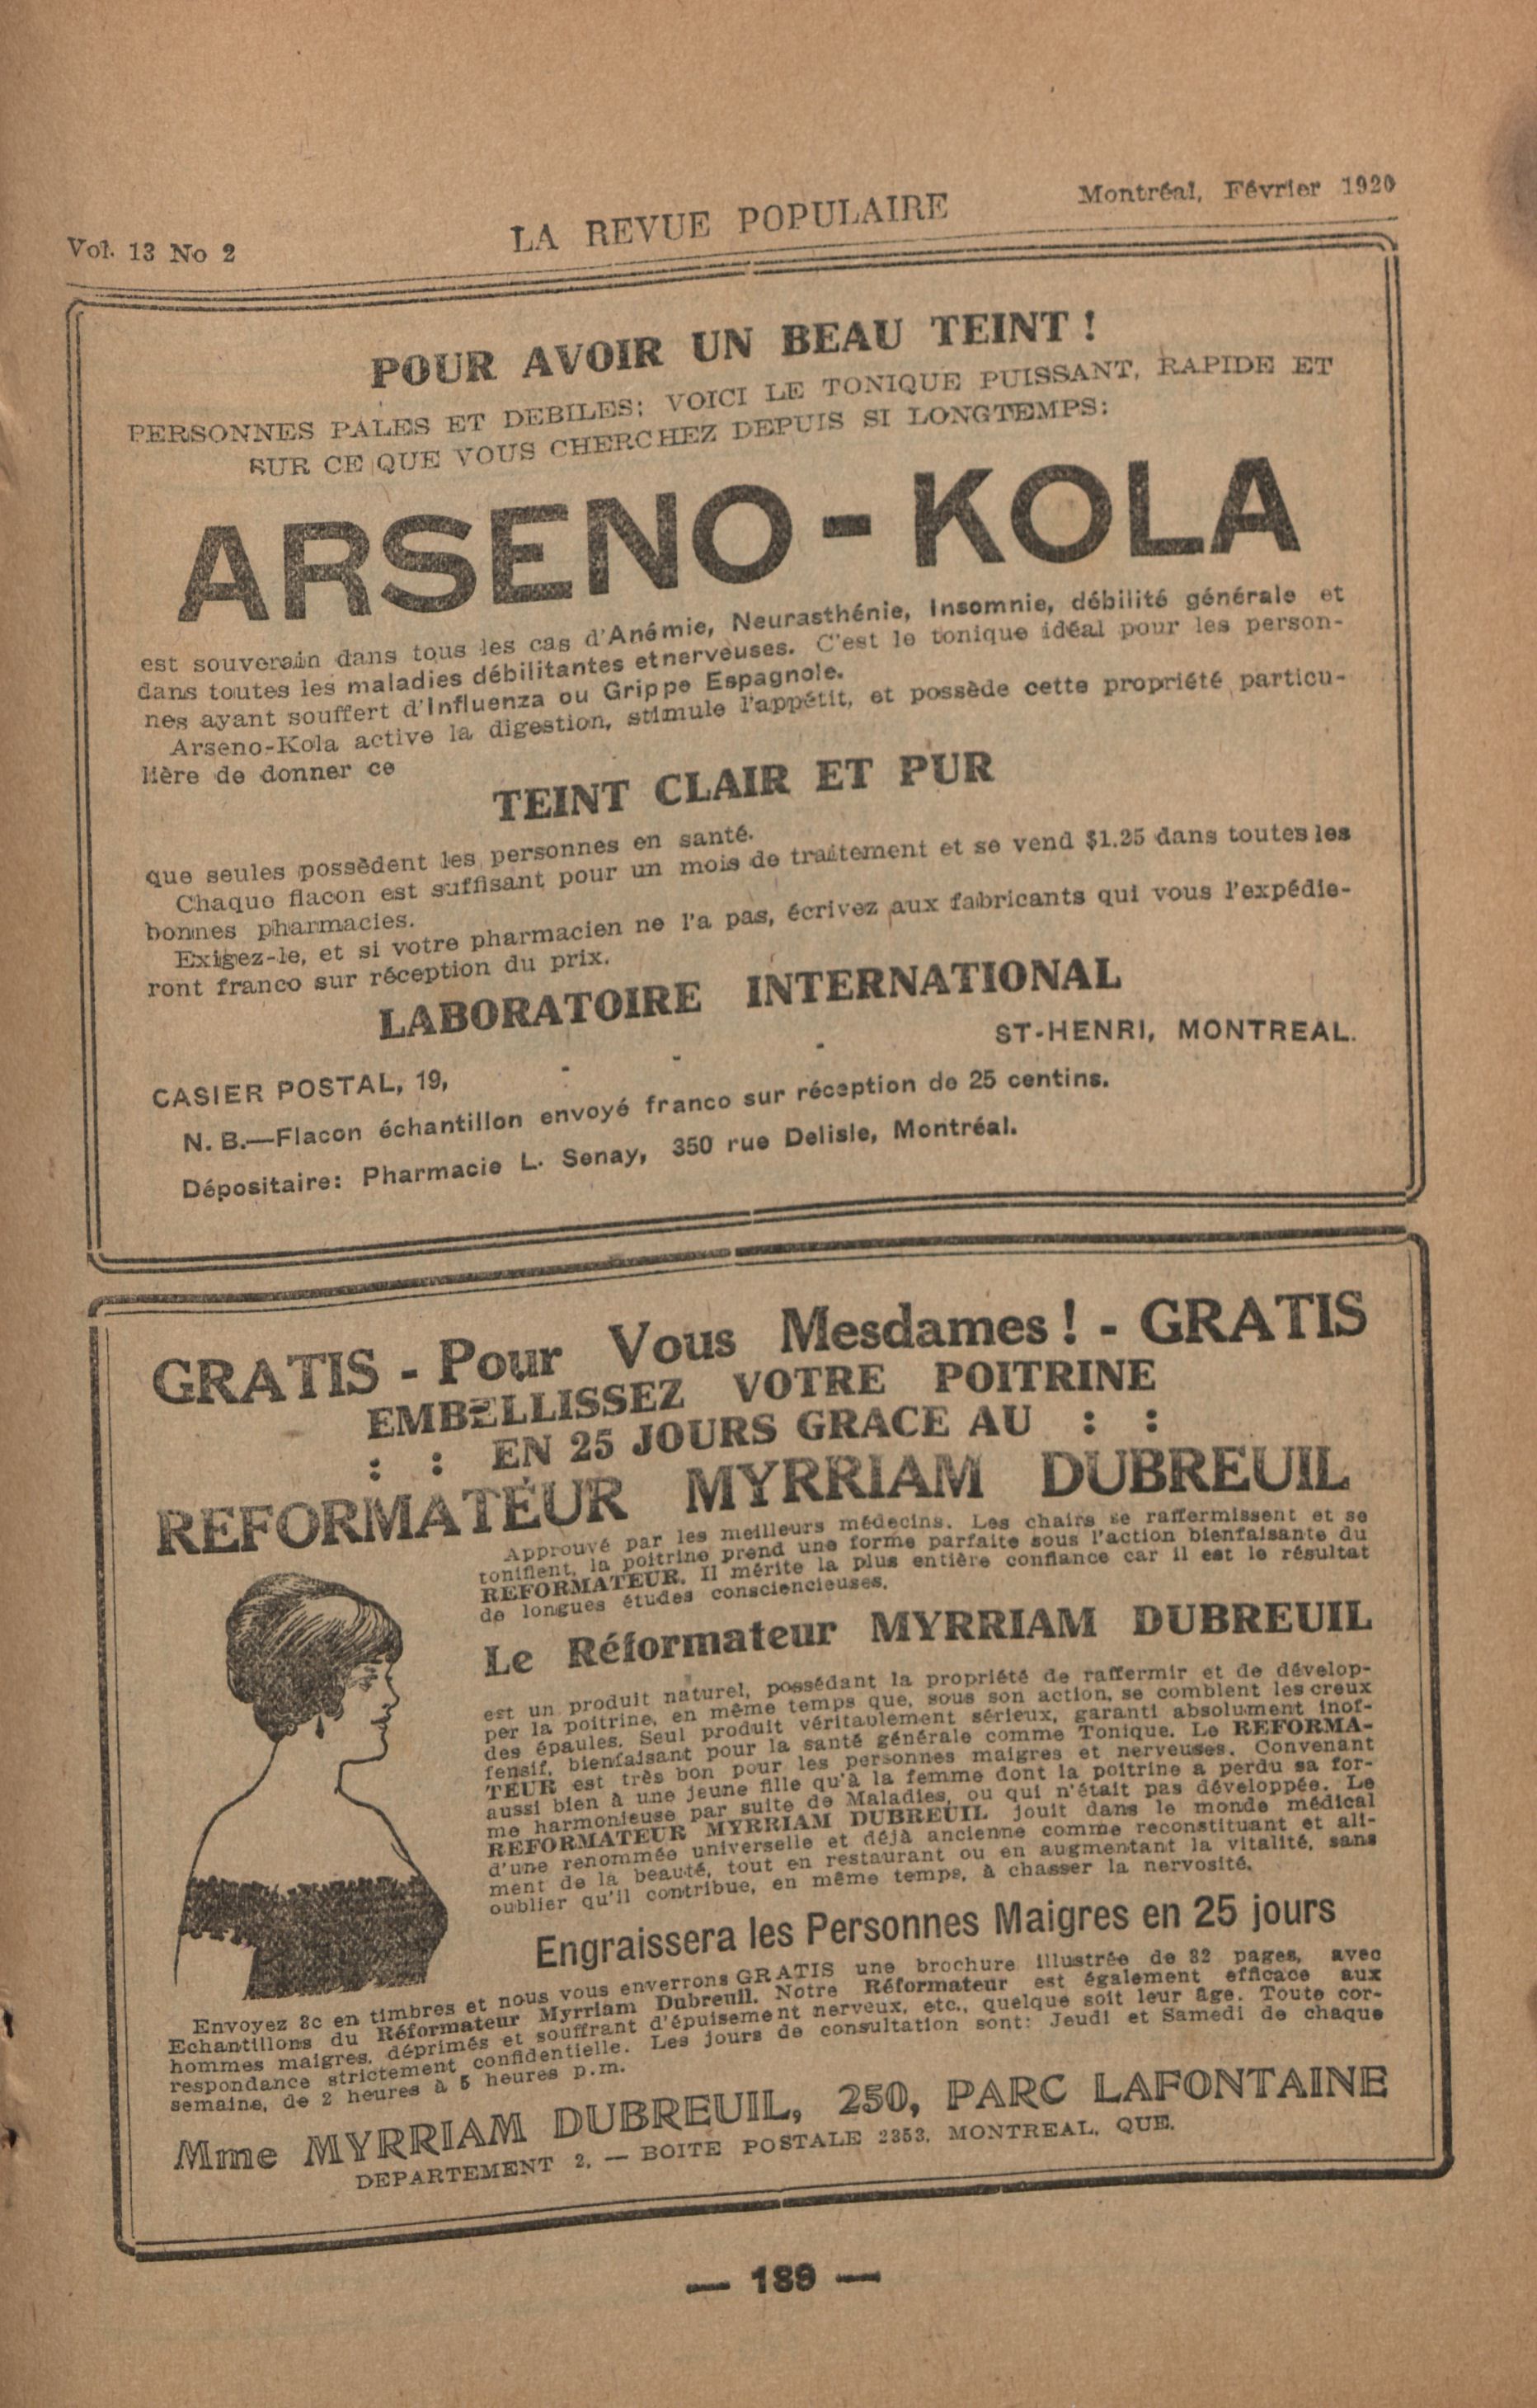 Vol. 13 No 2
LA REVUE POPULAIRE
Montréal, Février 1920
POUR AVOIR UN BEAU TEINT !
PERSONNES PALES ET DEBILES; VOICI LE TONIQUE PUISSANT, RAPIDE ET
SUR CE QUE VOUS CHERCHEZ DEPUIS SI LONGTEMPS:
ARSENO-KOLA
est souverain dans tous les cas d'Anémie, Neurasthénie, Insomnie, débilité générale et
dans toutes les maladies débilitantes et nerveuses. C'est le tonique idéal pour les person-
nes ayant souffert d'Influenza ou Grippe Espagnole.
Arseno-Kola active la digestion, stimule l'appétit, et possède cette propriété particu-
lière de donner ce
TEINT CLAIR ET PUR
que seules possèdent les personnes en santé.
Chaque flacon est suffisant pour un mois de traitement et se vend $1.25 dans toutes les
bonnes pharmacies.
Exigez-le, et si votre pharmacien ne l'a pas, écrivez aux fabricants qui vous l'expédie-
ront franco sur réception du prix.
LABORATOIRE INTERNATIONAL
CASIER POSTAL, 19, - - - ST-HENRI, MONTREAL.
N. B.—Flacon échantillon envoyé franco sur réception de 25 centins.
Dépositaire: Pharmacie L. Senay, 350 rue Delisle, Montréal.
GRATIS - Pour Vous Mesdames ! - GRATIS
EMBELLISSEZ VOTRE POITRINE
: : EN 25 JOURS GRACE AU : :
REFORMATEUR MYRRIAM DUBREUIL
Approuvé par les meilleurs médecins. Les chairs se raffermissent et se
tonifient, la poitrine prend une forme parfaite sous l'action bienfaisante du
REFORMATEUR. Il mérite la plus entière confiance car il est le résultat
de longues études consciencieuses.
Le Réformateur MYRRIAM DUBREUIL
est un produit naturel, possédant la propriété de raffermir et de dévelop-
per la poitrine, en même temps que, sous son action, se comblent les creux
des épaules. Seul produit véritablement sérieux, garanti absolument inof-
fensif, bienfaisant pour la santé générale comme Tonique. Le REFORMA-
TEUR est très bon pour les personnes maigres et nerveuses. Convenant
aussi bien à une jeune fille qu'à la femme dont la poitrine a perdu sa for-
me harmonieuse par suite de Maladies, ou qui n'était pas développée. Le
REFORMATEUR MYRRIAM DUBREUIL jouit dans le monde médical
d'une renommée universelle et déjà ancienne comme reconstituant et ali-
ment de la beauté, tout en restaurant ou en augmentant la vitalité, sans
oublier qu'il contribue, en même temps, à chasser la nervosité.
Engraissera les Personnes Maigres en 25 jours
Envoyez 3c en timbres et nous vous enverrons GRATIS une brochure illustrée de 32 pages, avec
Echantillons du Réformateur Myrriam Dubreuil. Notre Réformateur est également efficace aux
hommes maigres, déprimés et souffrant d'épuisement nerveux, etc., quelque soit leur âge. Toute cor-
respondance strictement confidentielle. Les jours de consultation sont: Jeudi et Samedi de chaque
semaine, de 2 heures à 5 heures p.m.
Mme MYRRIAM DUBREUIL, 250, PARC LAFONTAINE
DEPARTEMENT 2, — BOITE POSTALE 2353, MONTREAL, QUE.
— 189 —